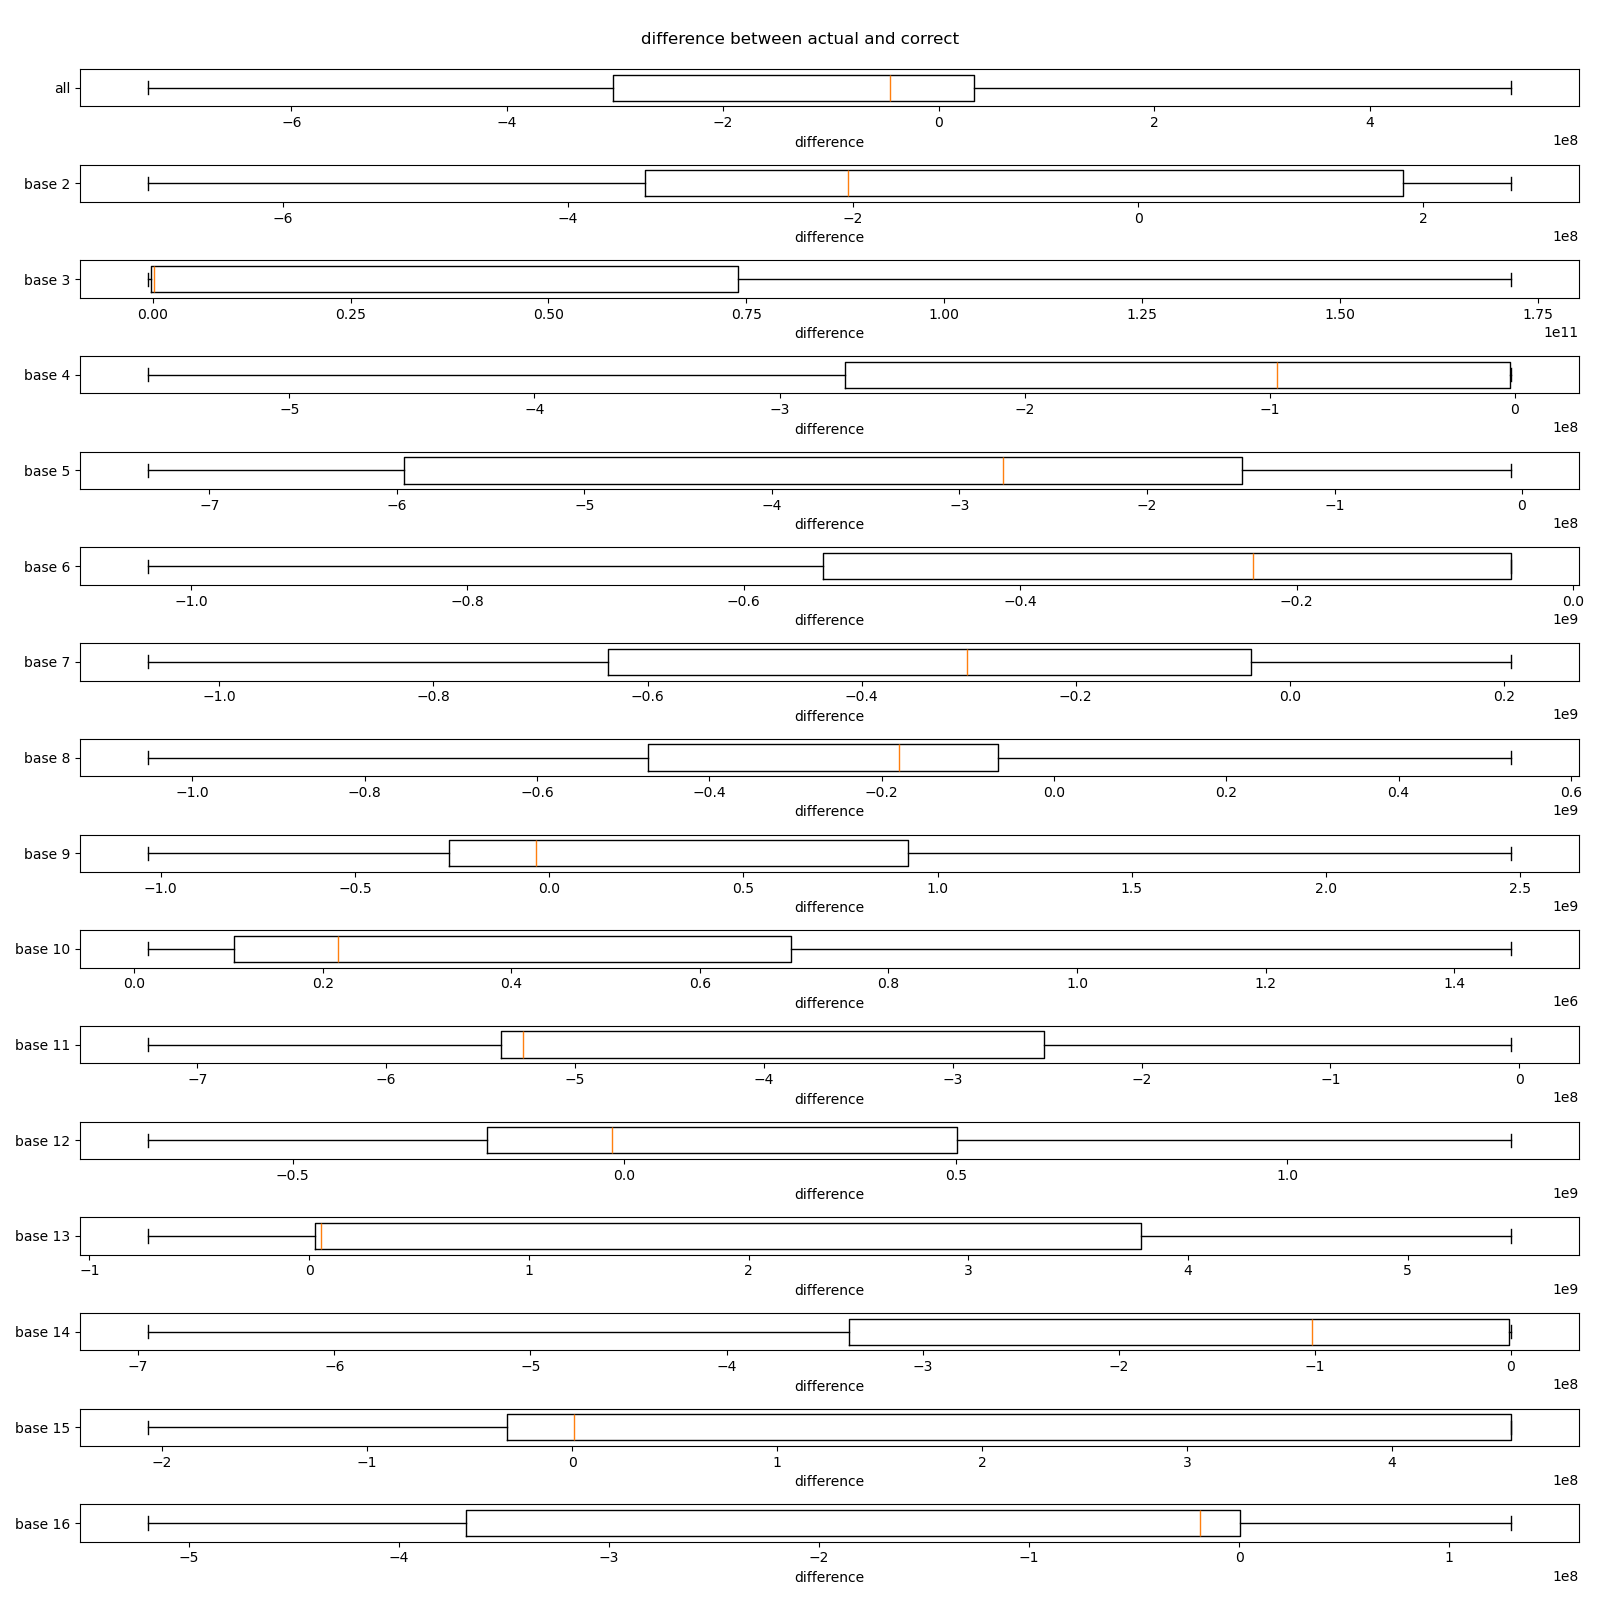 difference between actual and correct
all
−6 −4 −2 0 2 4
difference 1e8
base 2
−6 −4 −2 0 2
difference 1e8
base 3
0.00 0.25 0.50 0.75 1.00 1.25 1.50 1.75
difference 1e11
base 4
−5 −4 −3 −2 −1 0
difference 1e8
base 5
−7 −6 −5 −4 −3 −2 −1 0
difference 1e8
base 6
−1.0 −0.8 −0.6 −0.4 −0.2 0.0
difference 1e9
base 7
−1.0 −0.8 −0.6 −0.4 −0.2 0.0 0.2
difference 1e9
base 8
−1.0 −0.8 −0.6 −0.4 −0.2 0.0 0.2 0.4 0.6
difference 1e9
base 9
−1.0 −0.5 0.0 0.5 1.0 1.5 2.0 2.5
difference 1e9
base 10
0.0 0.2 0.4 0.6 0.8 1.0 1.2 1.4
difference 1e6
base 11
−7 −6 −5 −4 −3 −2 −1 0
difference 1e8
base 12
−0.5 0.0 0.5 1.0
difference 1e9
base 13
−1 0 1 2 3 4 5
difference 1e9
base 14
−7 −6 −5 −4 −3 −2 −1 0
difference 1e8
base 15
−2 −1 0 1 2 3 4
difference 1e8
base 16
−5 −4 −3 −2 −1 0 1
difference 1e8